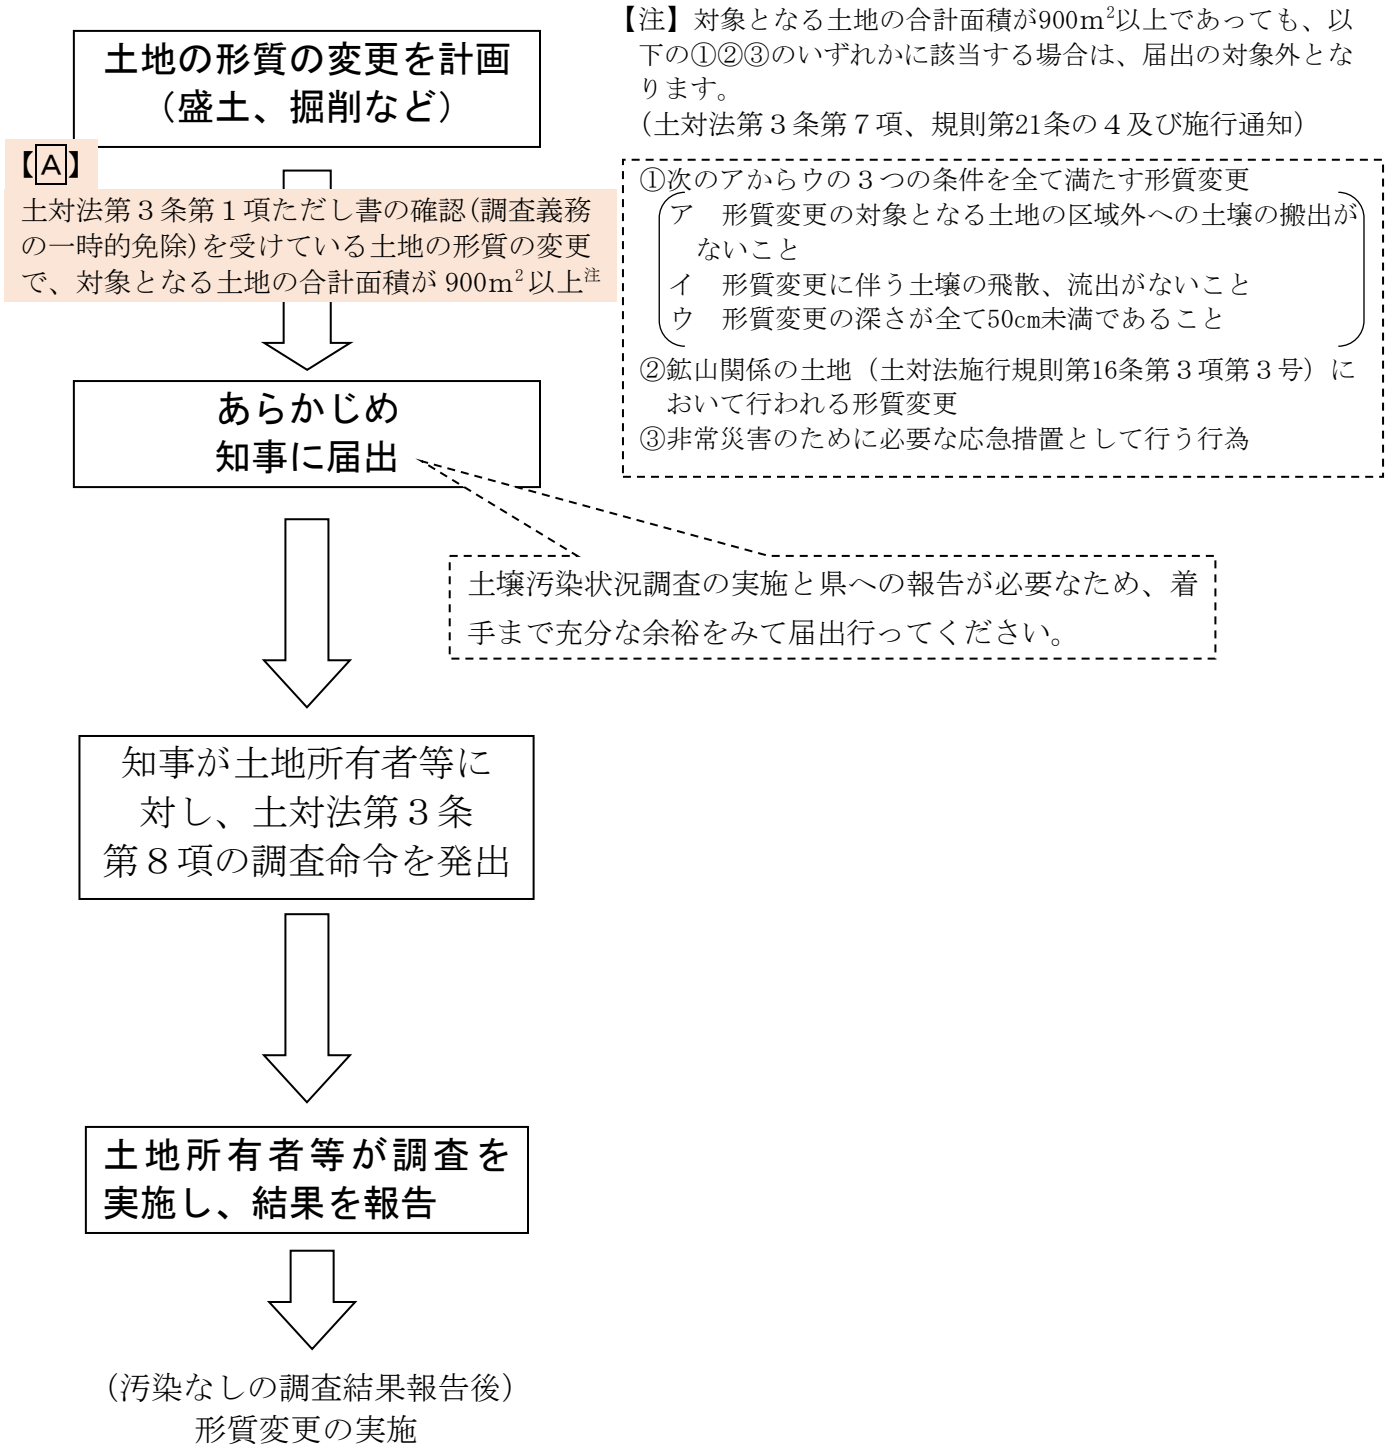 土地の形質の変更を計画
(盛土、掘削など)
【A】
土対法第３条第１項ただし書の確認(調査義務
の一時的免除)を受けている土地の形質の変更
で、対象となる土地の合計面積が 900m²以上注
あらかじめ
知事に届出
【注】対象となる土地の合計面積が900m²以上であっても、以
下の①②③のいずれかに該当する場合は、届出の対象外とな
ります。
(土対法第３条第７項、規則第21条の４及び施行通知)
①次のアからウの３つの条件を全て満たす形質変更
ア　形質変更の対象となる土地の区域外への土壌の搬出が
ないこと
イ　形質変更に伴う土壌の飛散、流出がないこと
ウ　形質変更の深さが全て50cm未満であること
②鉱山関係の土地（土対法施行規則第16条第３項第３号）に
おいて行われる形質変更
③非常災害のために必要な応急措置として行う行為
土壌汚染状況調査の実施と県への報告が必要なため、着
手まで充分な余裕をみて届出行ってください。
知事が土地所有者等に
対し、土対法第３条
第８項の調査命令を発出
土地所有者等が調査を
実施し、結果を報告
(汚染なしの調査結果報告後)
形質変更の実施